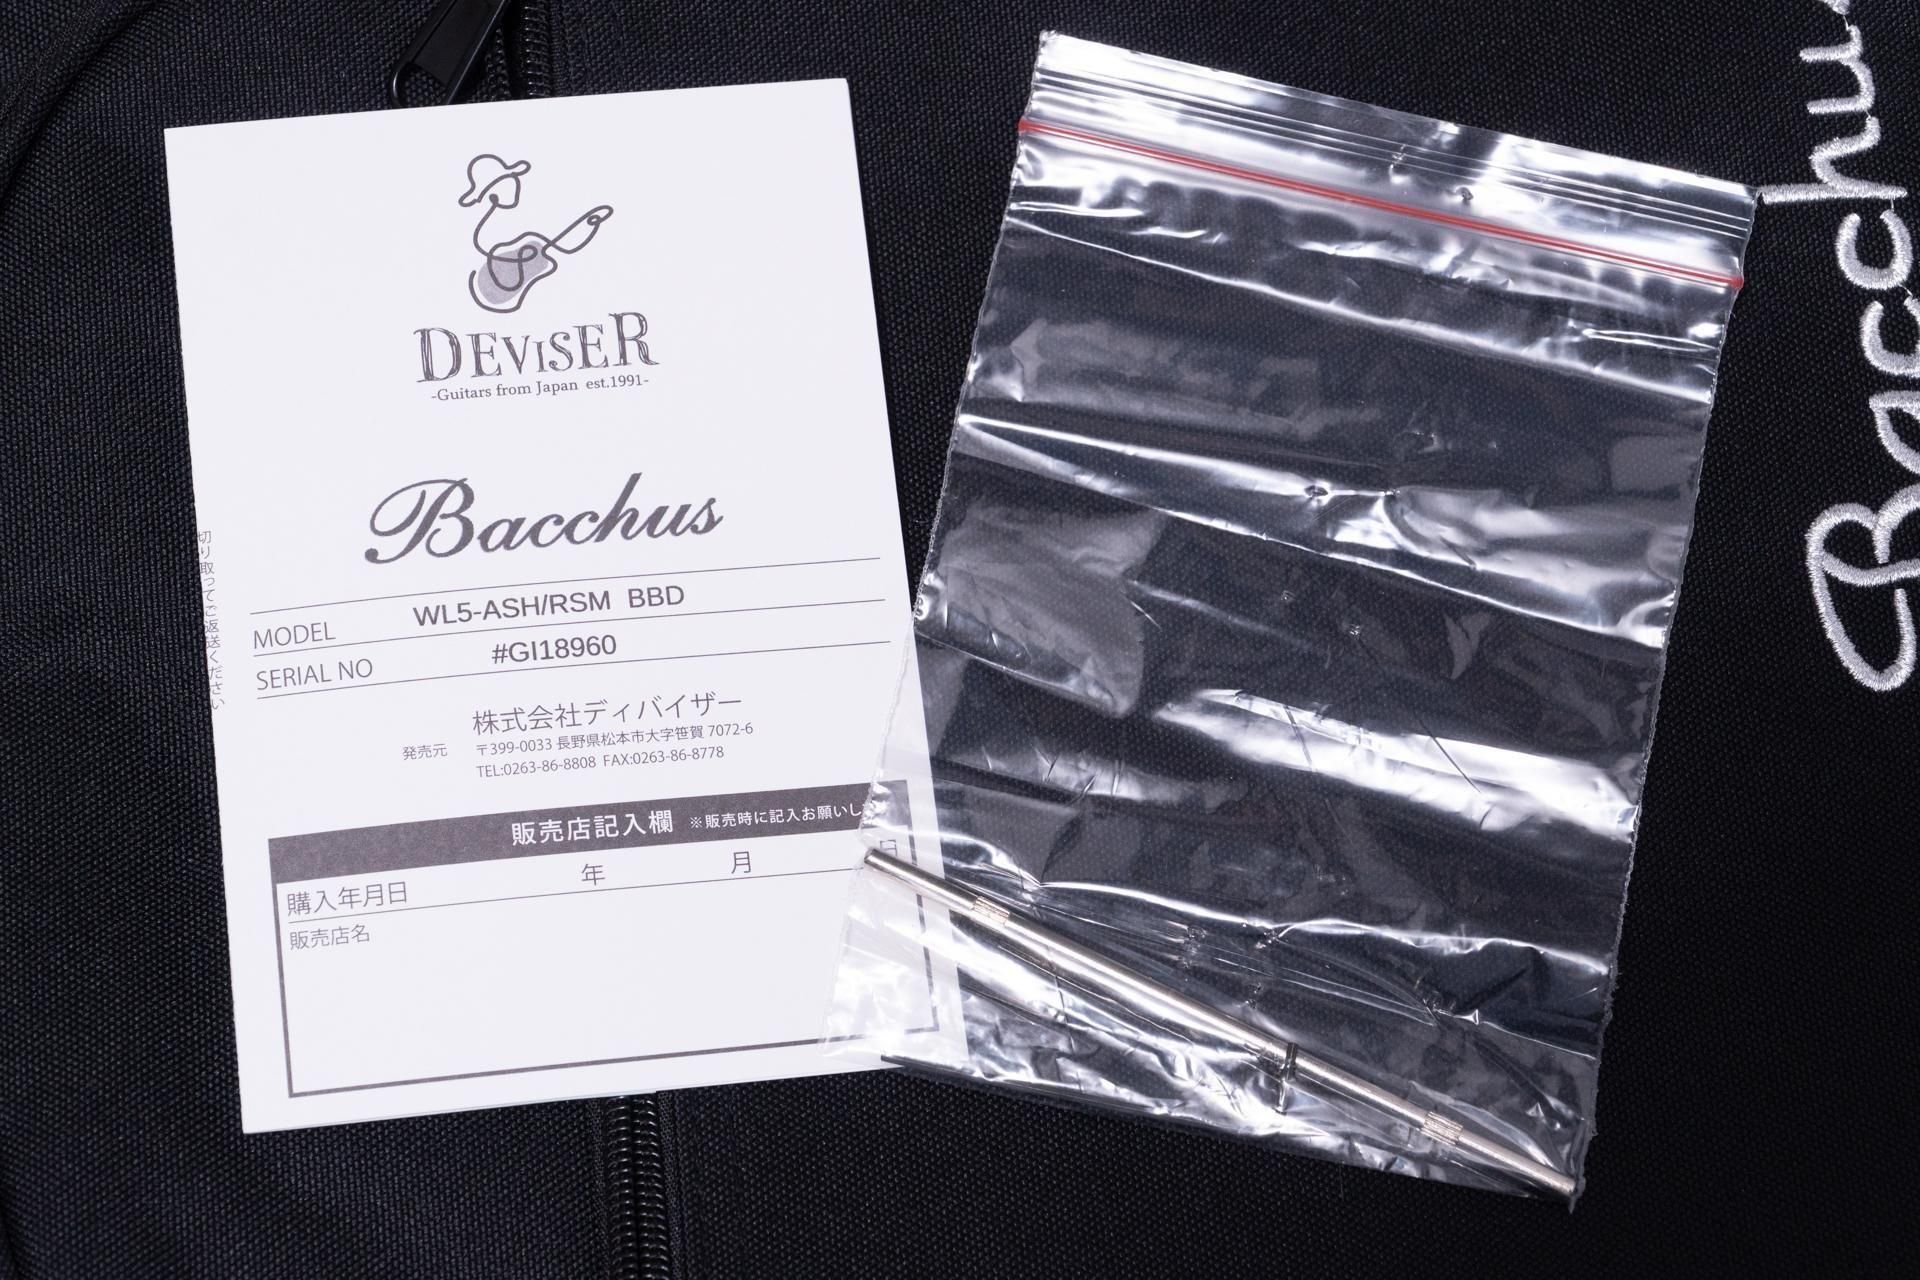 DEVISER
-Guitars from Japan est.1991-
Bacchus
MODEL WL5-ASH/RSM BBD
SERIAL NO #GI18960
株式会社ディバイザー
発売元 〒399-0033 長野県松本市大字笹賀 7072-6
TEL:0263-86-8808 FAX:0263-86-8778
販売店記入欄 ※販売時に記入お願いし
購入年月日 年 月 日
販売店名
切り取ってご返送ください
Bacchu